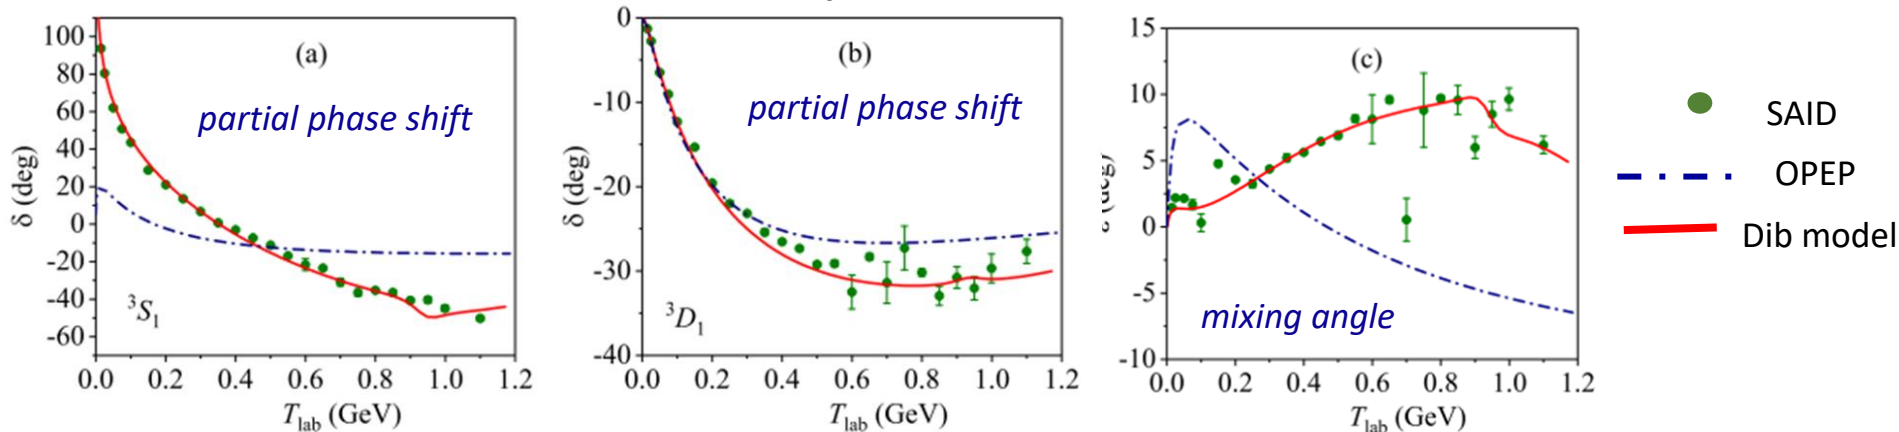 (a)
partial phase shift
δ (deg)
100
80
60
40
20
0
-20
-40
-60
³S₁
0.0 0.2 0.4 0.6 0.8 1.0 1.2
T_lab (GeV)
(b)
partial phase shift
δ (deg)
0
-10
-20
-30
-40
³D₁
0.0 0.2 0.4 0.6 0.8 1.0 1.2
T_lab (GeV)
(c)
(deg)
15
10
5
0
-5
-10
mixing angle
0.0 0.2 0.4 0.6 0.8 1.0 1.2
T_lab (GeV)
SAID
OPEP
Dib model